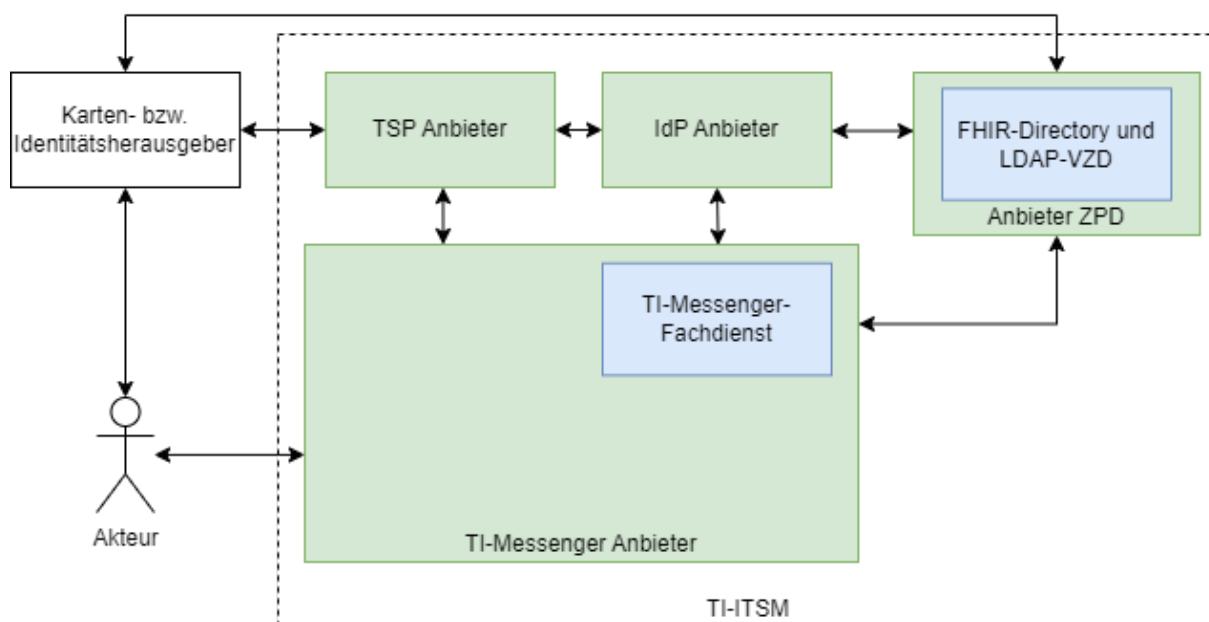 Karten- bzw.
Identitätsherausgeber
TSP Anbieter
IdP Anbieter
FHIR-Directory und
LDAP-VZD
Anbieter ZPD
TI-Messenger-
Fachdienst
Akteur
TI-Messenger Anbieter
TI-ITSM